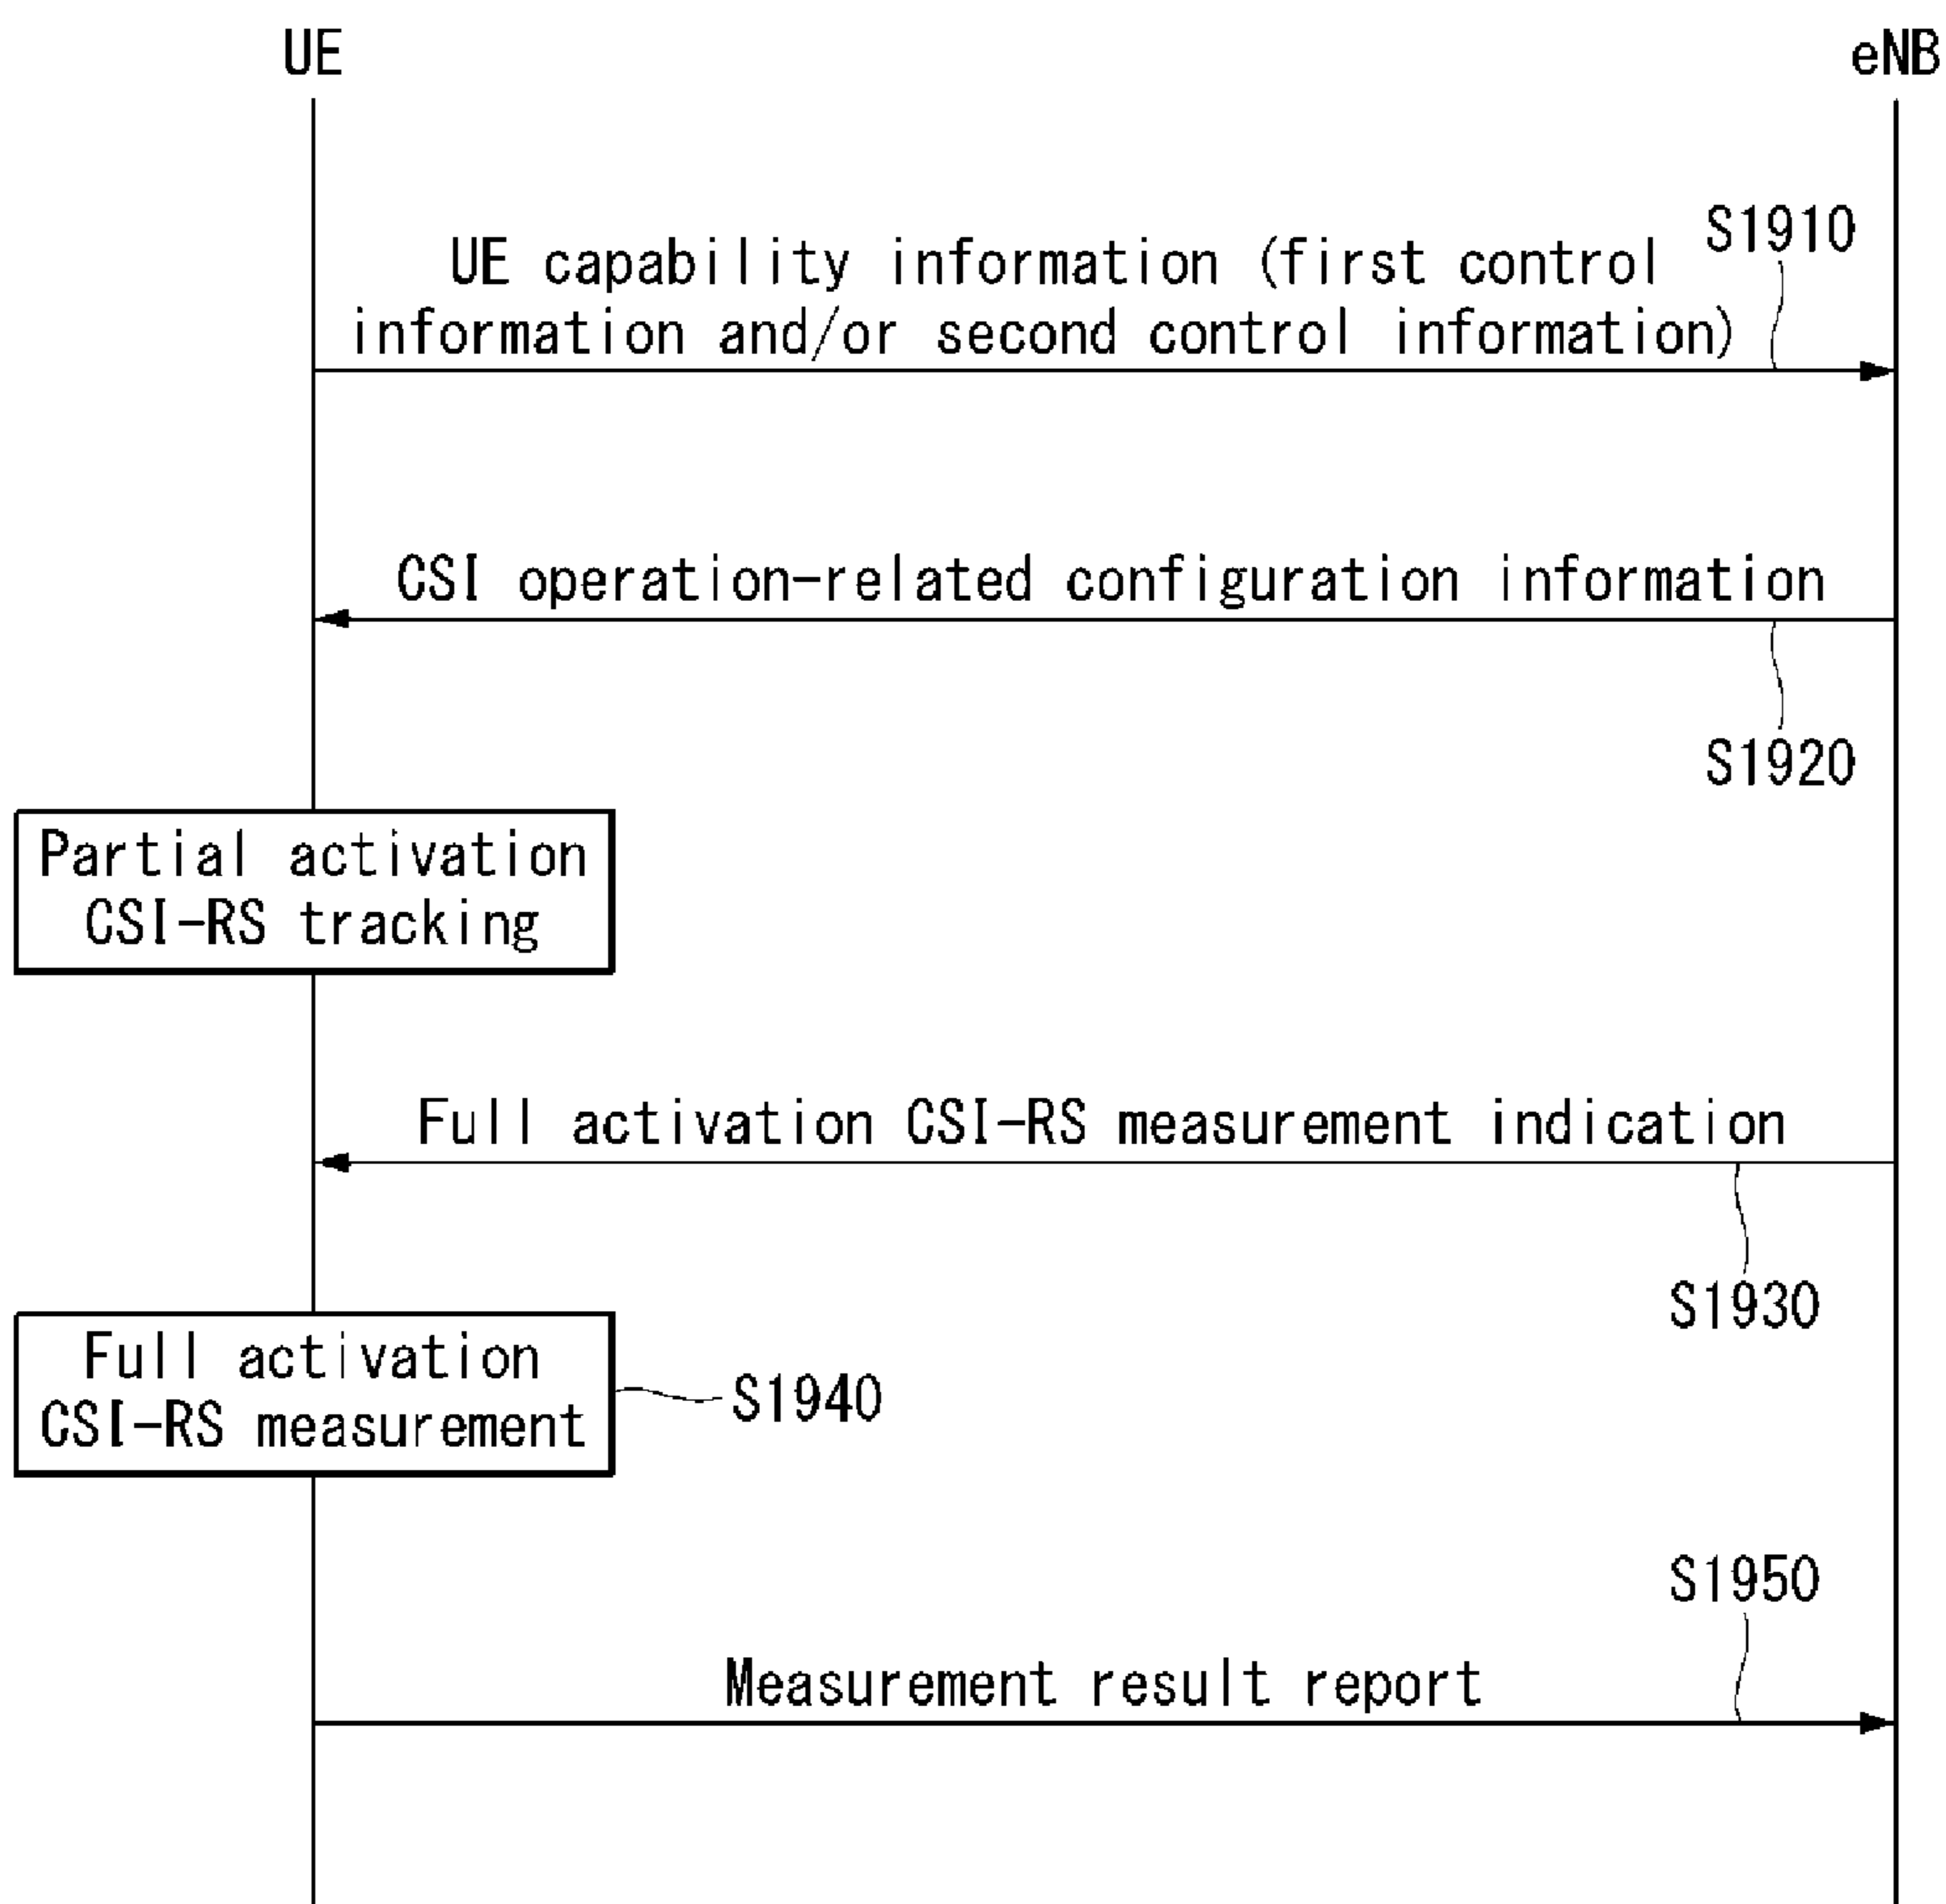 UE
eNB
S1910
UE capability information (first control
information and/or second control information)
CSI operation-related configuration information
S1920
Partial activation
CSI-RS tracking
Full activation CSI-RS measurement indication
S1930
Full activation
CSI-RS measurement
S1940
S1950
Measurement result report